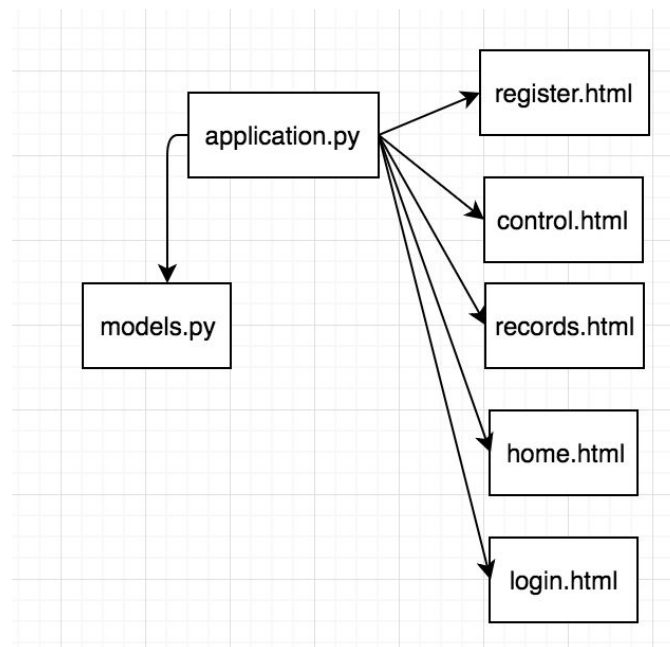 register.html
application.py
control.html
models.py
records.html
home.html
login.html